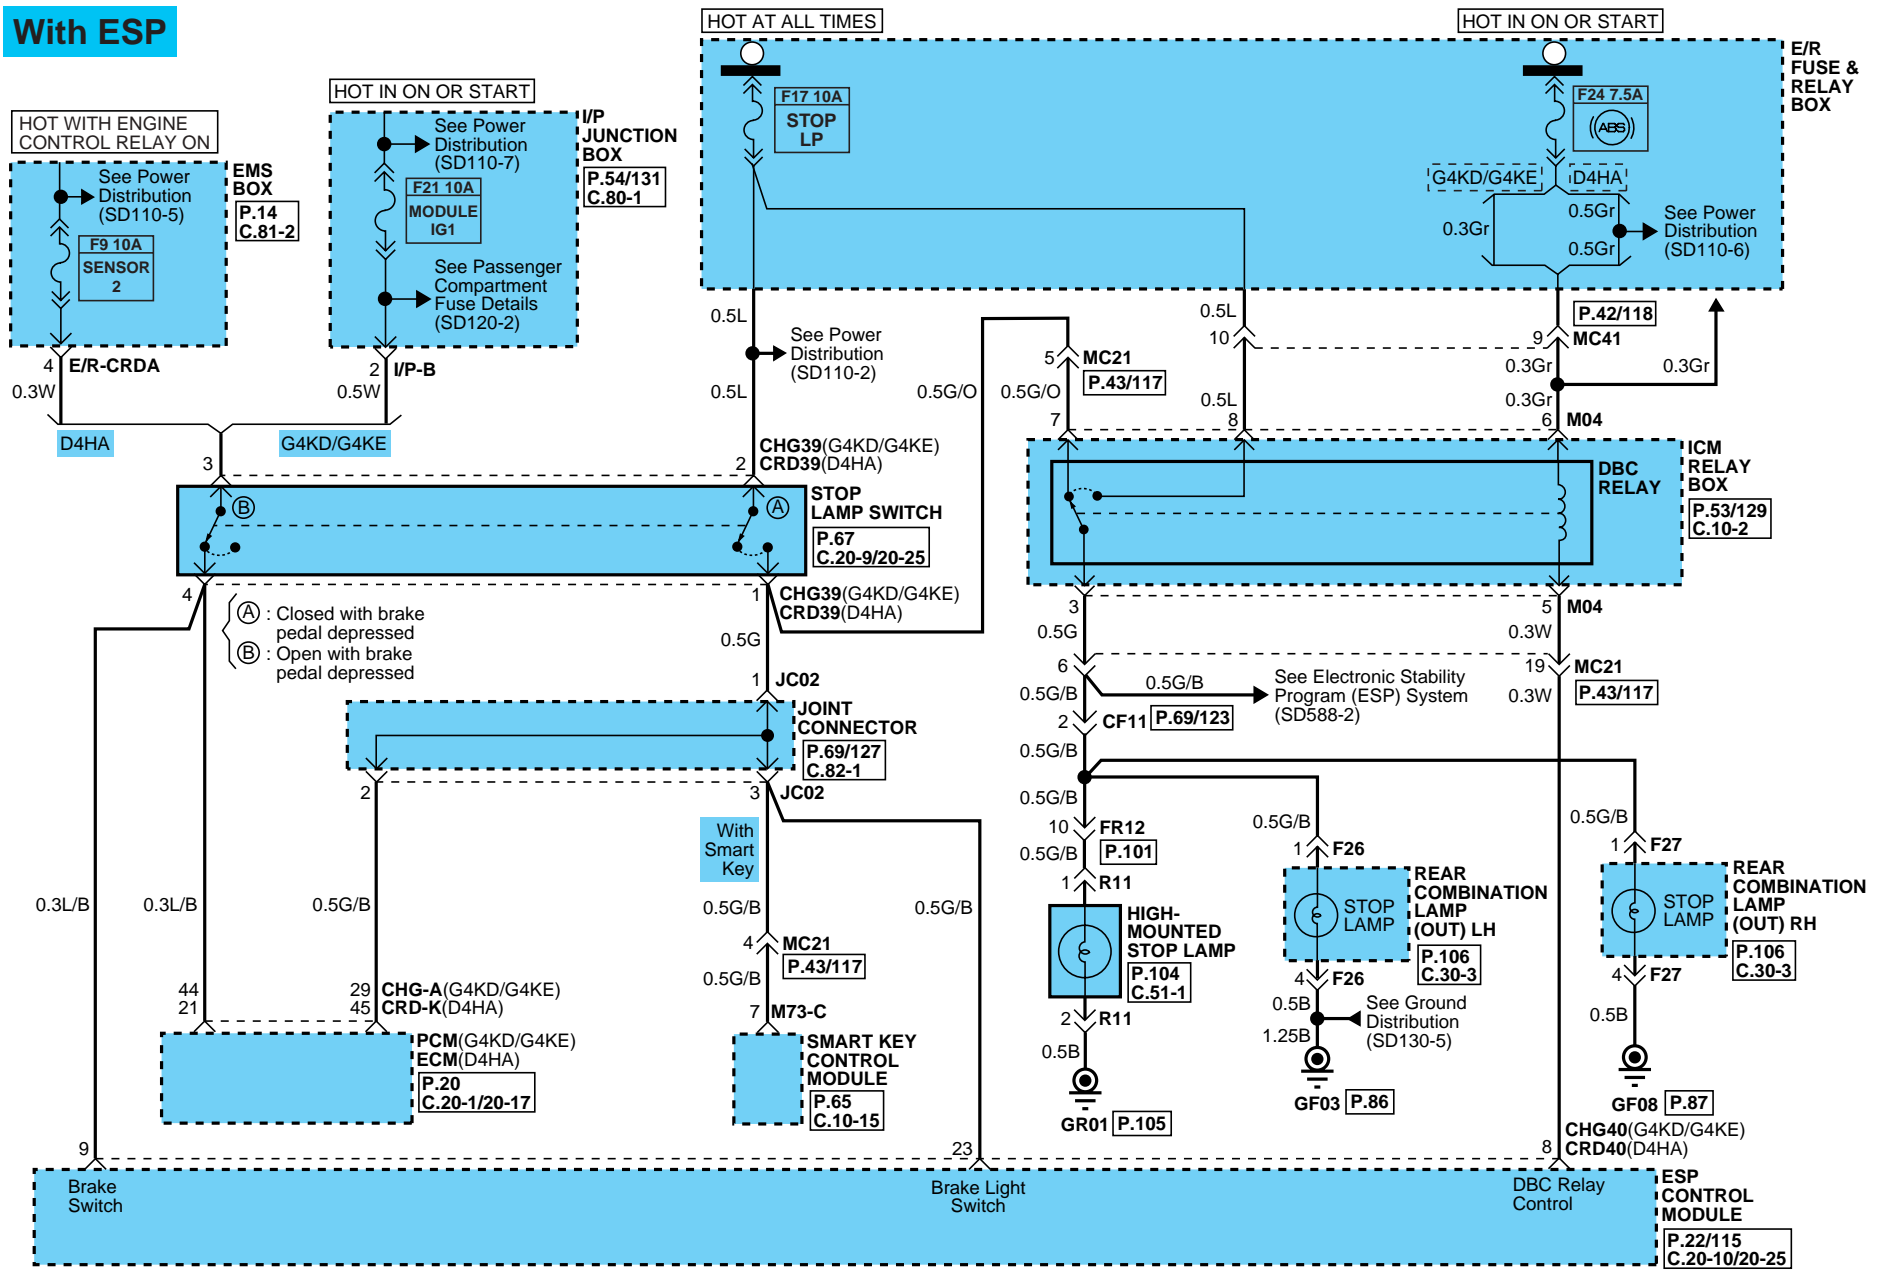 With ESP
HOT AT ALL TIMES
HOT IN ON OR START
E/R
FUSE &
RELAY
BOX
F17 10A
STOP
LP
F24 7.5A
ABS
G4KD/G4KE
D4HA
0.3Gr
0.5Gr
0.5Gr
See Power
Distribution
(SD110-6)
HOT WITH ENGINE
CONTROL RELAY ON
See Power
Distribution
(SD110-5)
F9 10A
SENSOR
2
EMS
BOX
P.14
C.81-2
4
E/R-CRDA
0.3W
D4HA
HOT IN ON OR START
See Power
Distribution
(SD110-7)
F21 10A
MODULE
IG1
See Passenger
Compartment
Fuse Details
(SD120-2)
I/P
JUNCTION
BOX
P.54/131
C.80-1
2
I/P-B
0.5W
G4KD/G4KE
0.5L
See Power
Distribution
(SD110-2)
0.5L
0.5G/O
0.5G/O
5
MC21
P.43/117
0.5L
10
0.5L
P.42/118
9
MC41
0.3Gr
0.3Gr
0.3Gr
7
8
6
M04
3
2
CHG39(G4KD/G4KE)
CRD39(D4HA)
B
A
STOP
LAMP SWITCH
P.67
C.20-9/20-25
4
A : Closed with brake
pedal depressed
B : Open with brake
pedal depressed
1
CHG39(G4KD/G4KE)
CRD39(D4HA)
0.5G
DBC
RELAY
ICM
RELAY
BOX
P.53/129
C.10-2
3
5
M04
0.5G
0.3W
6
19
MC21
P.43/117
0.5G/B
0.5G/B
0.3W
See Electronic Stability
Program (ESP) System
(SD588-2)
2
CF11
P.69/123
0.5G/B
1
JC02
JOINT
CONNECTOR
P.69/127
C.82-1
2
3
JC02
With
Smart
Key
0.5G/B
10
FR12
P.101
0.5G/B
1
R11
HIGH-
MOUNTED
STOP LAMP
P.104
C.51-1
2
R11
0.5B
GR01
P.105
0.5G/B
1
F26
STOP
LAMP
REAR
COMBINATION
LAMP
(OUT) LH
P.106
C.30-3
4
F26
0.5B
1.25B
See Ground
Distribution
(SD130-5)
GF03
P.86
0.5G/B
1
F27
STOP
LAMP
REAR
COMBINATION
LAMP
(OUT) RH
P.106
C.30-3
4
F27
0.5B
GF08
P.87
0.3L/B
0.3L/B
0.5G/B
0.5G/B
0.5G/B
4
MC21
P.43/117
0.5G/B
44
21
29
45
CHG-A(G4KD/G4KE)
CRD-K(D4HA)
PCM(G4KD/G4KE)
ECM(D4HA)
P.20
C.20-1/20-17
7
M73-C
SMART KEY
CONTROL
MODULE
P.65
C.10-15
9
23
8
CHG40(G4KD/G4KE)
CRD40(D4HA)
Brake
Switch
Brake Light
Switch
DBC Relay
Control
ESP
CONTROL
MODULE
P.22/115
C.20-10/20-25